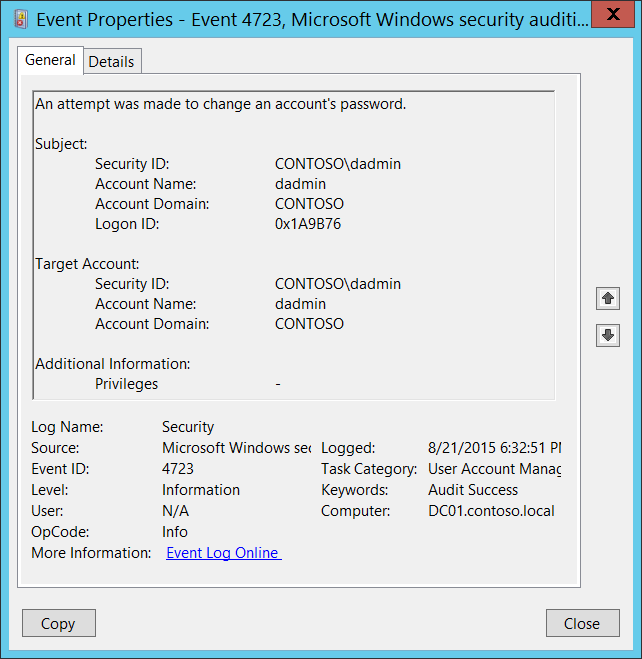 Event Properties - Event 4723, Microsoft Windows security auditi...
X
General Details
An attempt was made to change an account's password.
Subject:
Security ID: CONTOSO\dadmin
Account Name: dadmin
Account Domain: CONTOSO
Logon ID: 0x1A9B76
Target Account:
Security ID: CONTOSO\dadmin
Account Name: dadmin
Account Domain: CONTOSO
Additional Information:
Privileges -
Log Name: Security
Source: Microsoft Windows sec Logged: 8/21/2015 6:32:51 PM
Event ID: 4723 Task Category: User Account Manag
Level: Information Keywords: Audit Success
User: N/A Computer: DC01.contoso.local
OpCode: Info
More Information: Event Log Online
Copy Close